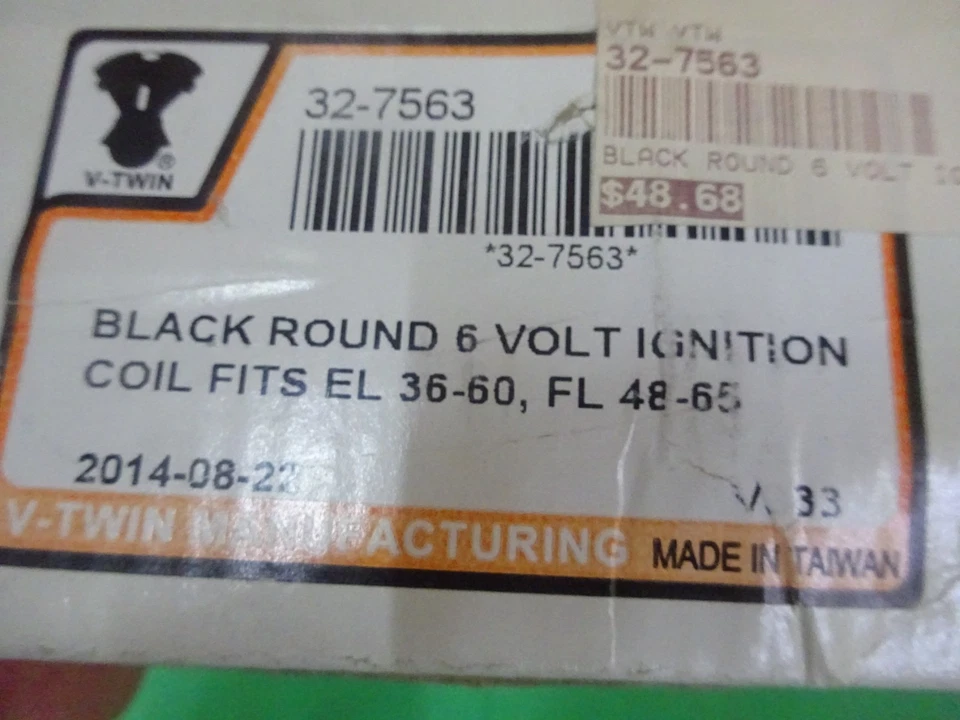 VTW VTW
32-7563
BLACK ROUND 6 VOLT
$48.68
V-TWIN
®
32-7563
*32-7563*
BLACK ROUND 6 VOLT IGNITION
COIL FITS EL 36-60, FL 48-65
2014-08-22
33
V-TWIN MANUFACTURING
MADE IN TAIWAN